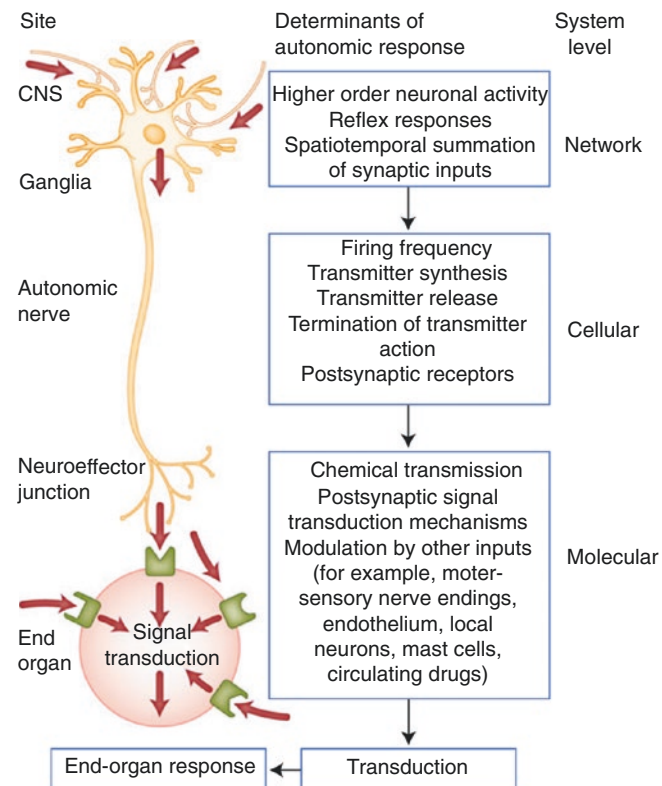 Site
Determinants of
autonomic response
System
level
CNS
Ganglia
Autonomic
nerve
Neuroeffector
junction
End
organ
Signal
transduction
Higher order neuronal activity
Reflex responses
Spatiotemporal summation
of synaptic inputs
Network
Firing frequency
Transmitter synthesis
Transmitter release
Termination of transmitter
action
Postsynaptic receptors
Cellular
Chemical transmission
Postsynaptic signal
transduction mechanisms
Modulation by other inputs
(for example, moter-
sensory nerve endings,
endothelium, local
neurons, mast cells,
circulating drugs)
Molecular
Transduction
End-organ response